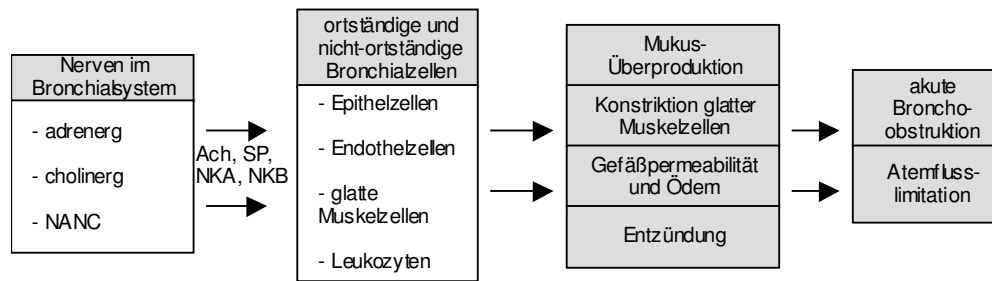 Nerven im
Bronchialsystem
- adrenerg
- cholinerg
- NANC
Ach, SP,
NKA, NKB
ortständige und
nicht-ortständige
Bronchialzellen
- Epithelzellen
- Endothelzellen
- glatte
Muskelzellen
- Leukozyten
Mukus-
Überproduktion
Konstriktion glatter
Muskelzellen
Gefäßpermeabilität
und Ödem
Entzündung
akute
Broncho-
obstruktion
Atemfluss-
limitation